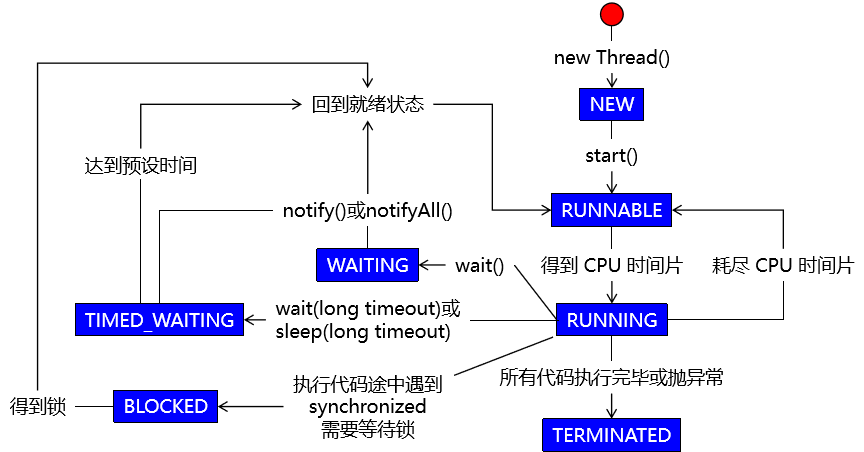 new Thread()
NEW
回到就绪状态
start()
达到预设时间
notify()或notifyAll()
RUNNABLE
WAITING
wait()
得到 CPU 时间片
耗尽 CPU 时间片
TIMED_WAITING
wait(long timeout)或
sleep(long timeout)
RUNNING
执行代码途中遇到
synchronized
需要等待锁
所有代码执行完毕或抛异常
得到锁
BLOCKED
TERMINATED